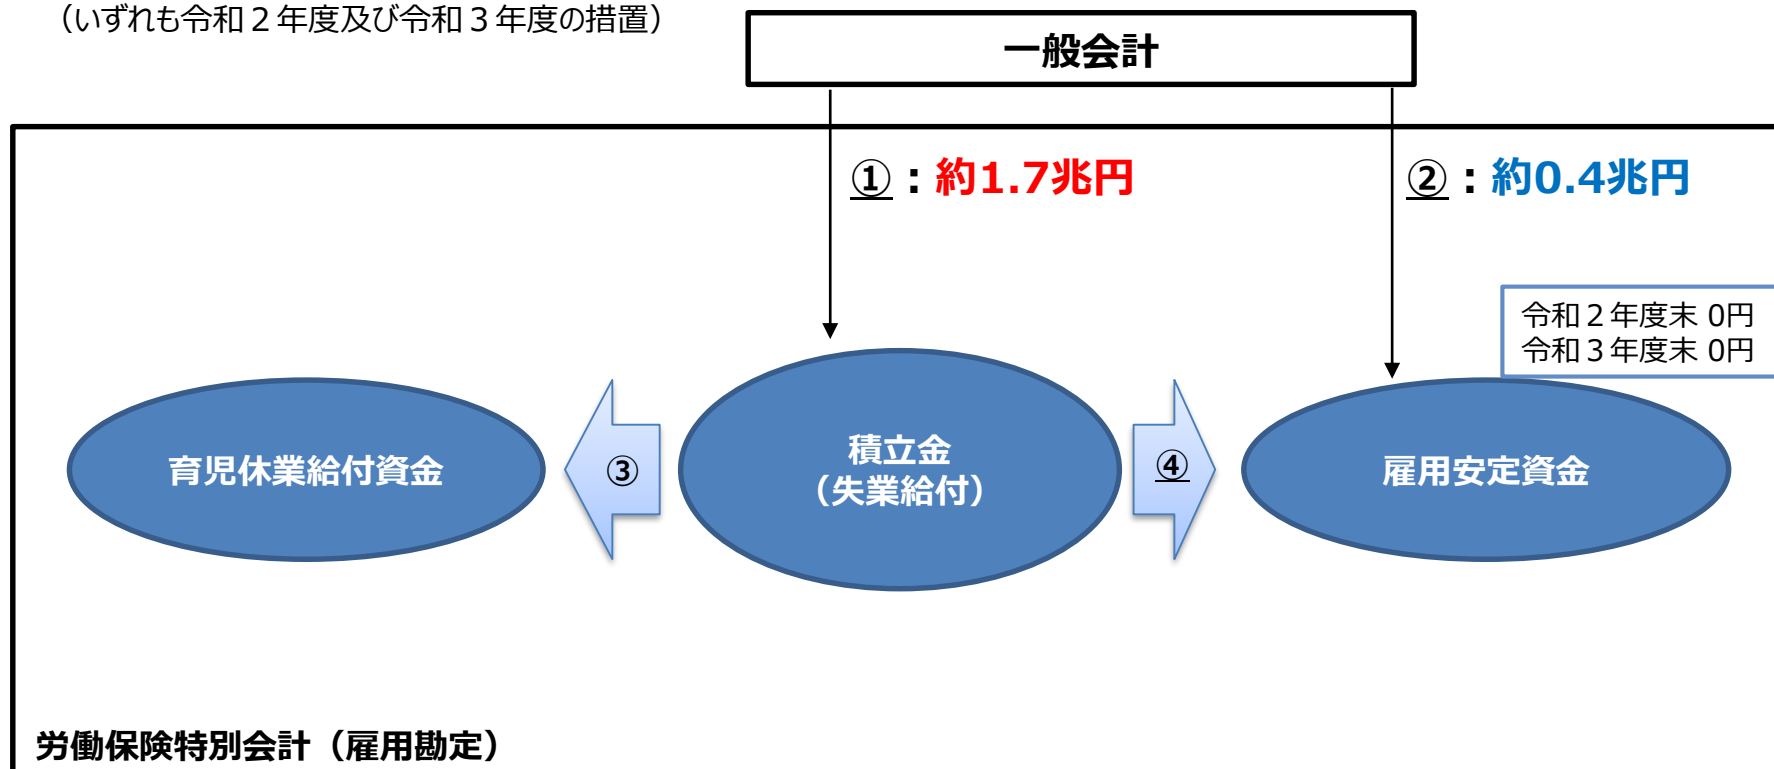 （いずれも令和２年度及び令和３年度の措置）
一般会計
①：約1.7兆円
②：約0.4兆円
令和２年度末 0円
令和３年度末 0円
育児休業給付資金
③
積立金
（失業給付）
④
雇用安定資金
労働保険特別会計（雇用勘定）